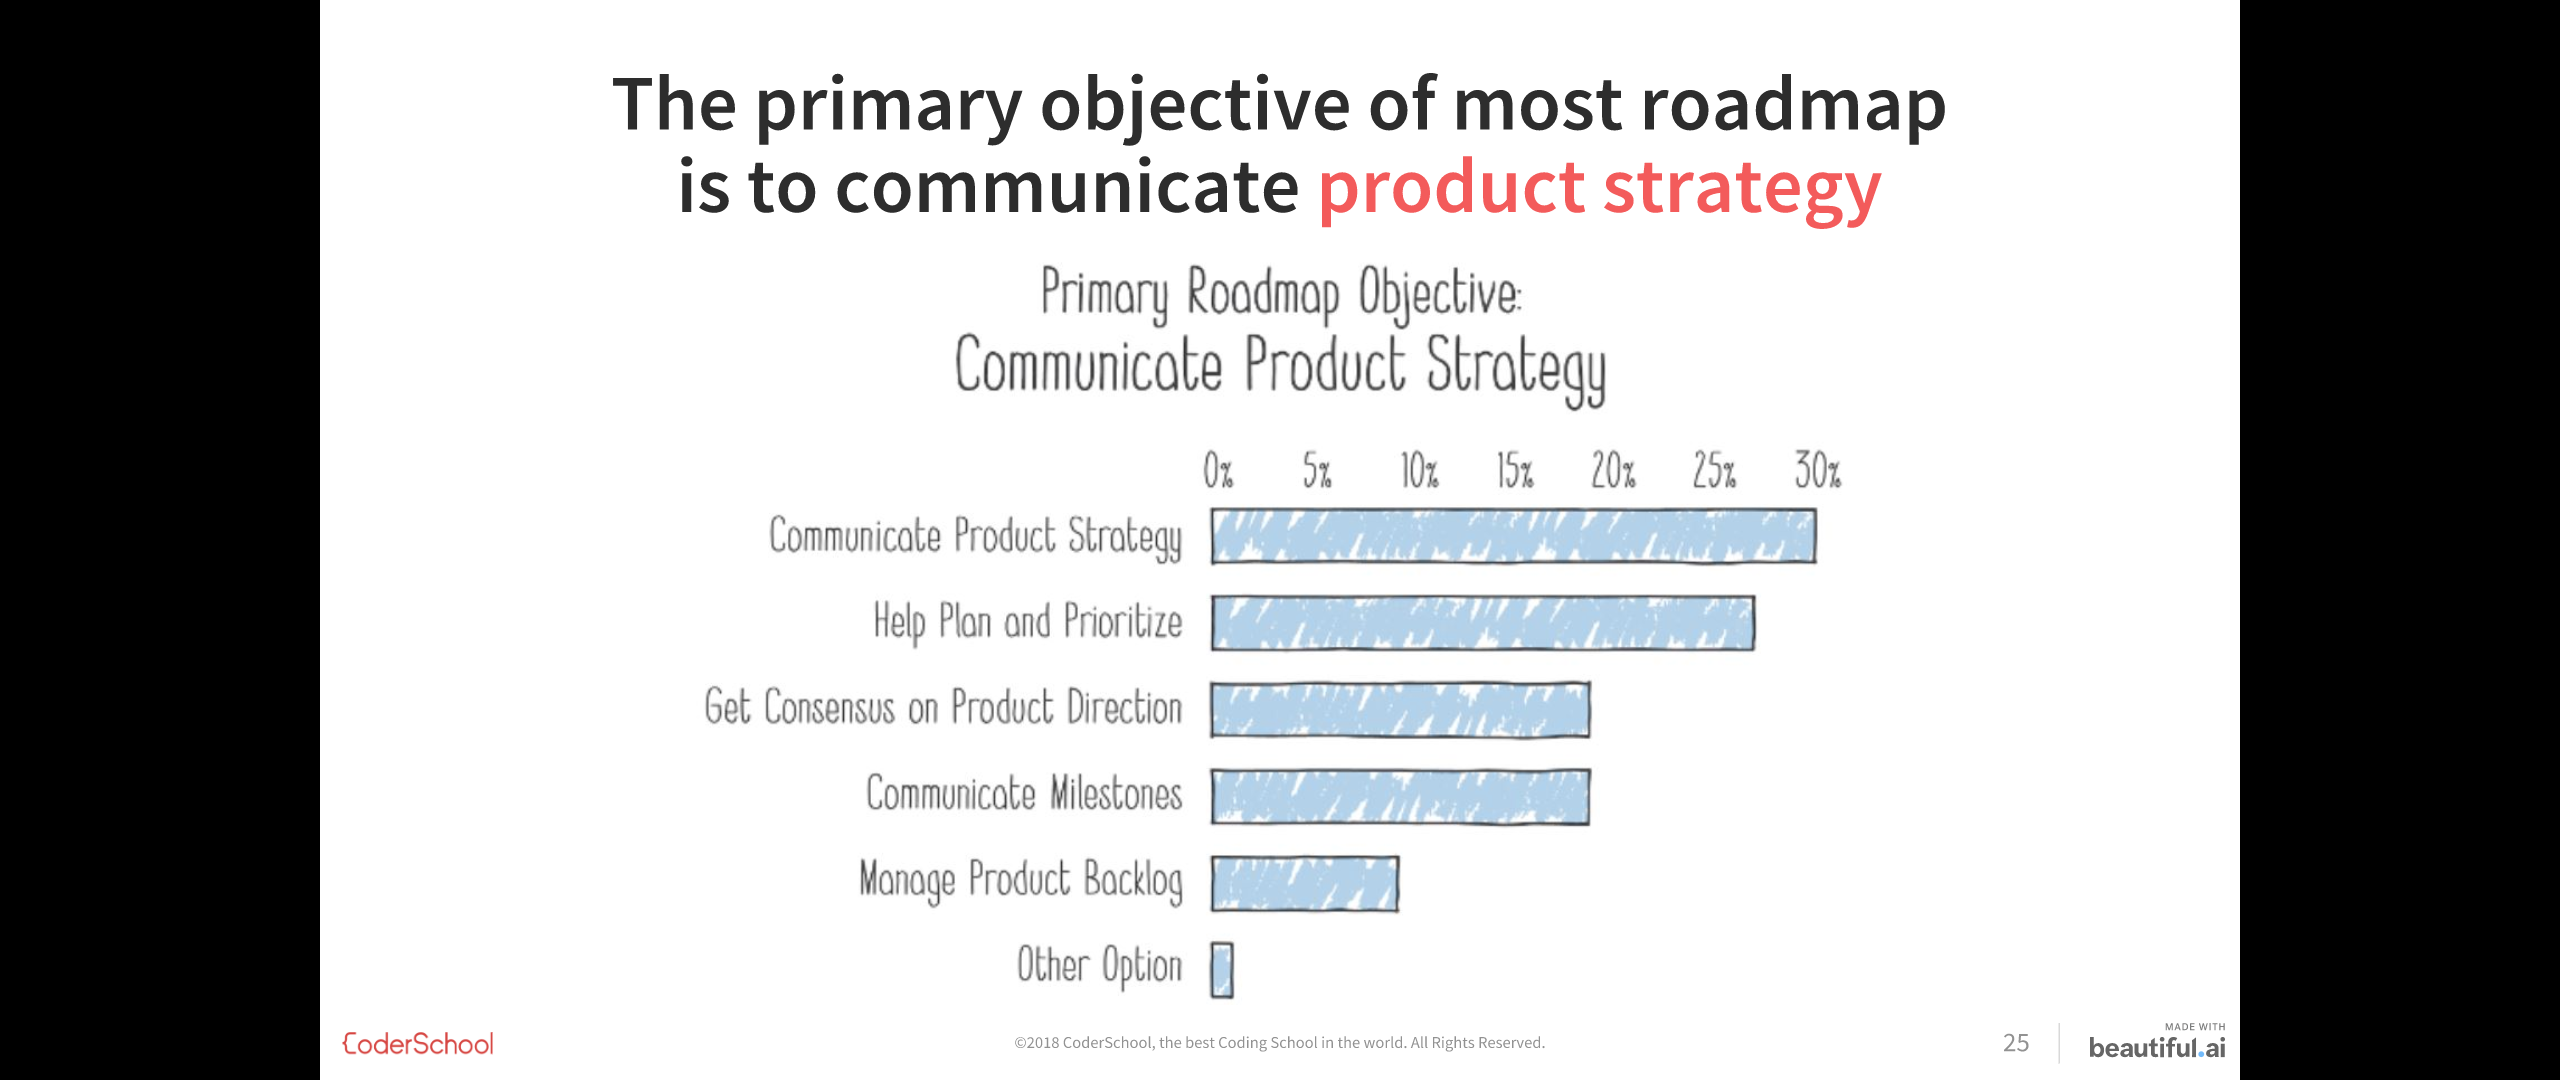 The primary objective of most roadmap
is to communicate product strategy
Primary Roadmap Objective:
Communicate Product Strategy
0% 5% 10% 15% 20% 25% 30%
Communicate Product Strategy
Help Plan and Prioritize
Get Consensus on Product Direction
Communicate Milestones
Manage Product Backlog
Other Option
{CoderSchool
©2018 CoderSchool, the best Coding School in the world. All Rights Reserved.
25
MADE WITH
beautiful.ai